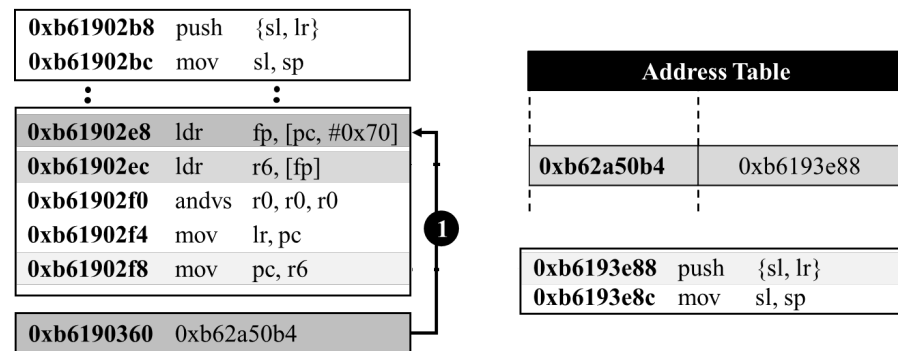 0xb61902b8 push {sl, lr}
0xb61902bc mov sl, sp
0xb61902e8 ldr fp, [pc, #0x70]
0xb61902ec ldr r6, [fp]
0xb61902f0 andvs r0, r0, r0
0xb61902f4 mov lr, pc
0xb61902f8 mov pc, r6
0xb6190360 0xb62a50b4
1
Address Table
0xb62a50b4 0xb6193e88
0xb6193e88 push {sl, lr}
0xb6193e8c mov sl, sp